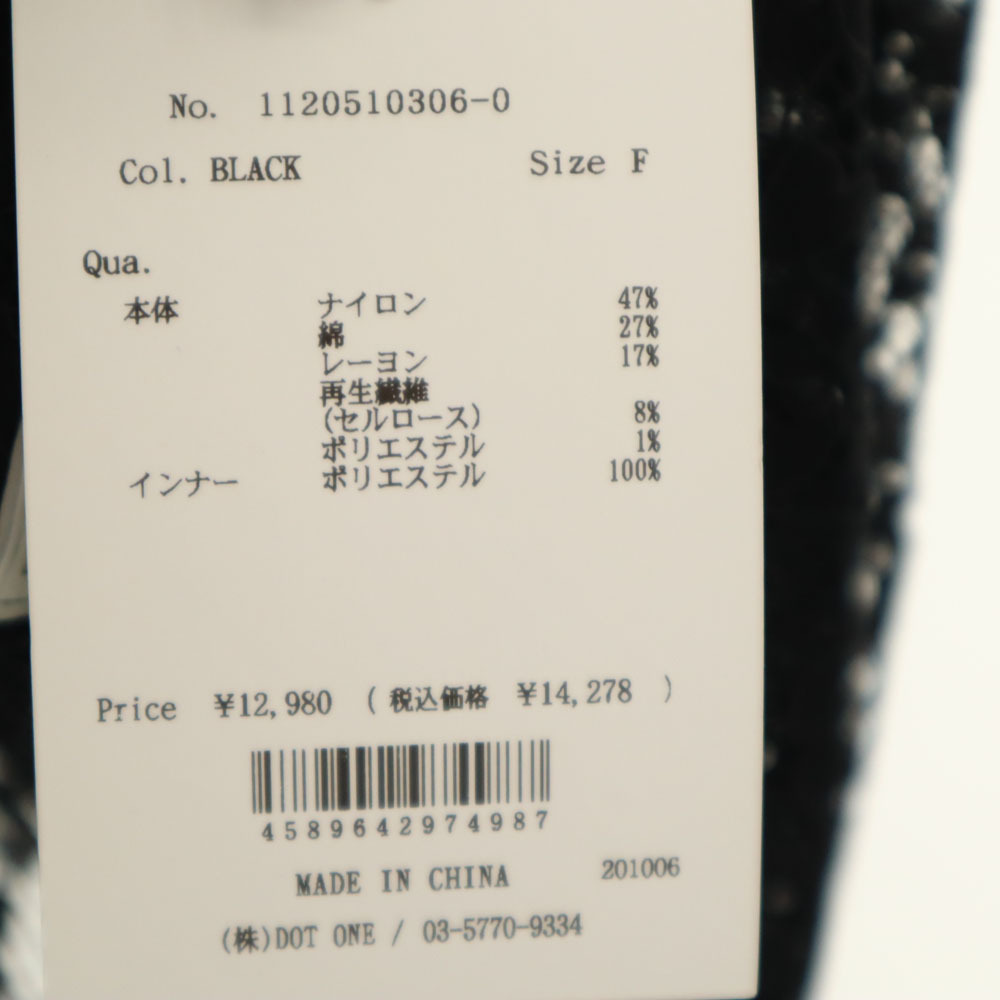 No. 1120510306-0
Col. BLACK Size F
Qua.
本体 ナイロン 47%
綿 27%
レーヨン 17%
再生繊維
(セルロース) 8%
ポリエステル 1%
インナー ポリエステル 100%
Price ¥12,980 ( 税込価格 ¥14,278 )
4589642974987
MADE IN CHINA 201006
(株)DOT ONE / 03-5770-9334